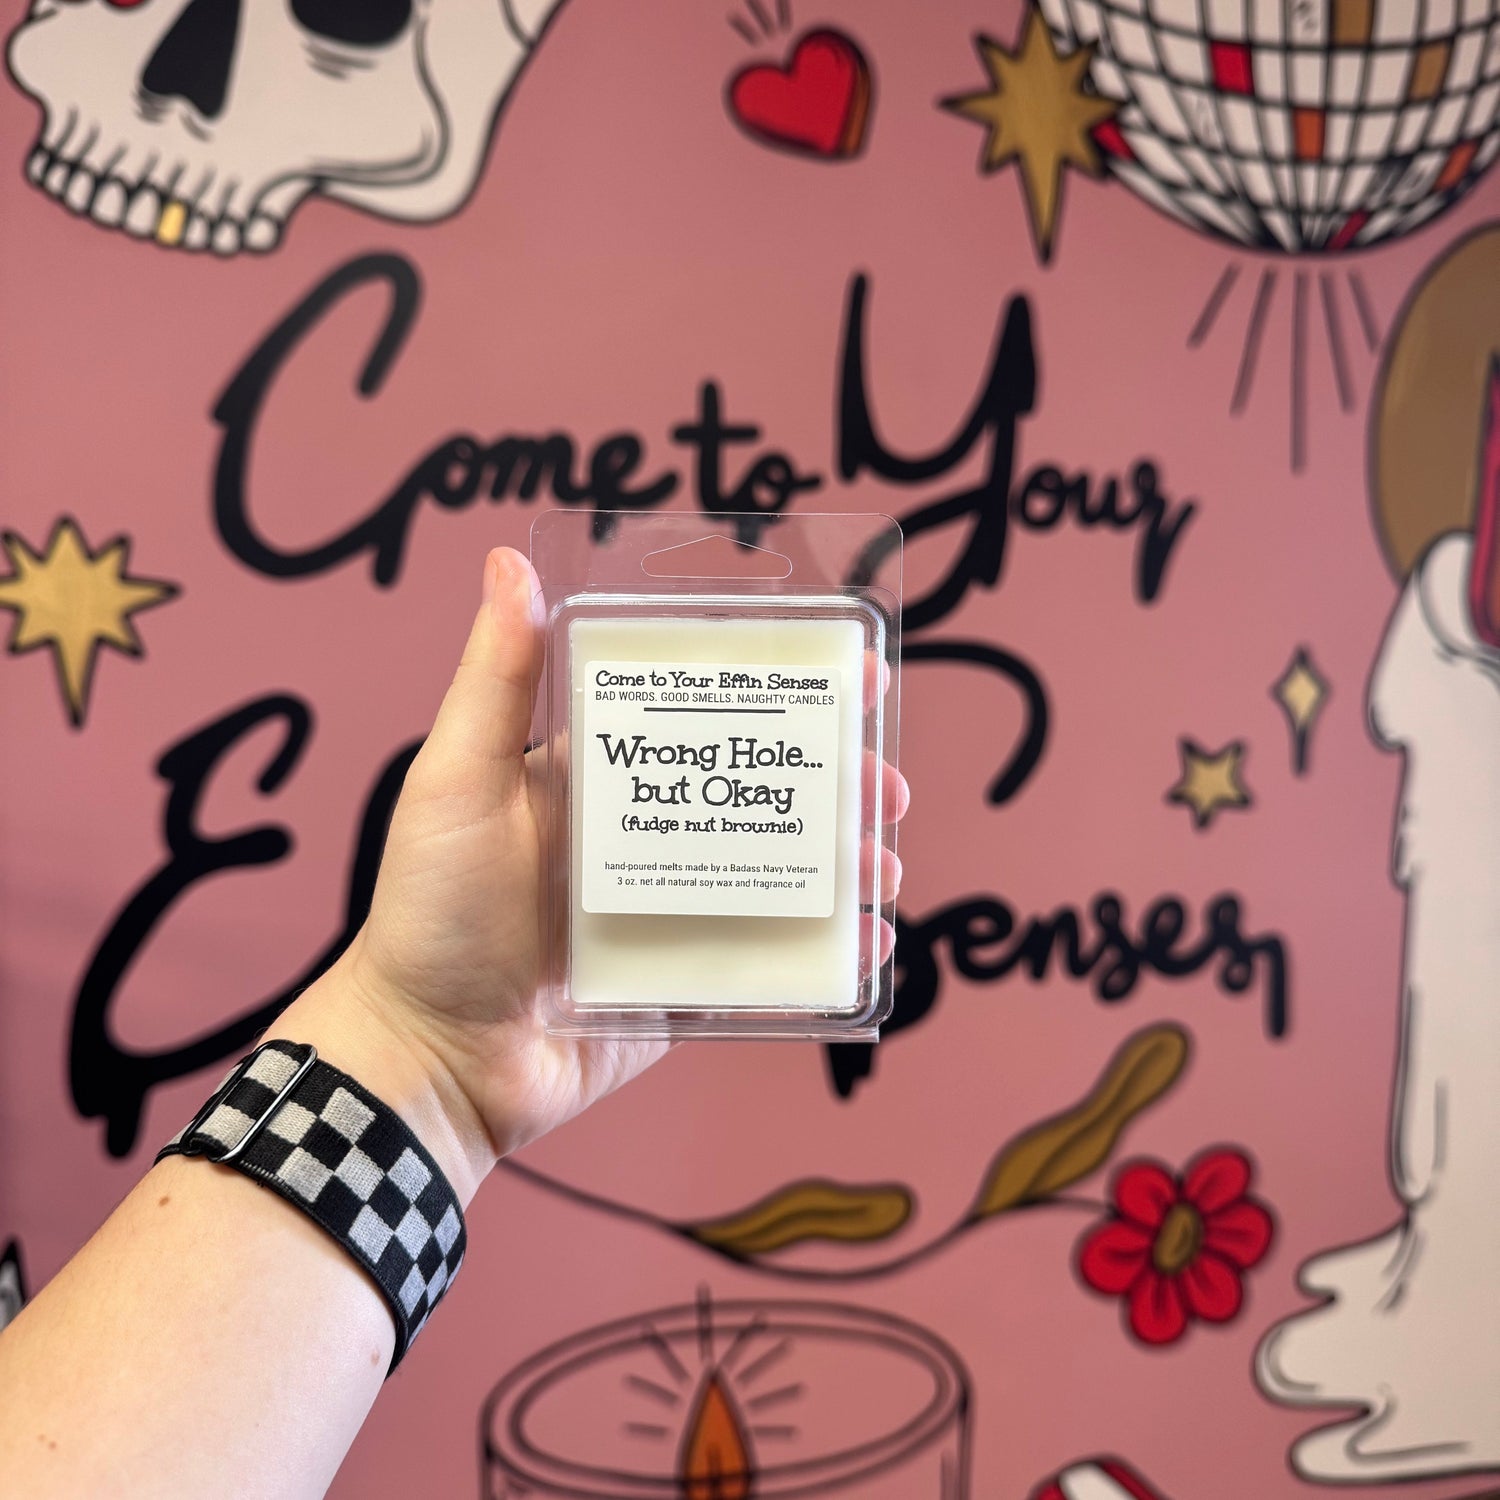 Come to Your
Come to Your Effin Senses
BAD WORDS. GOOD SMELLS. NAUGHTY CANDLES
Wrong Hole...
but Okay
(fudge nut brownie)
hand-poured melts made by a Badass Navy Veteran
3 oz. net all natural soy wax and fragrance oil
Senses,